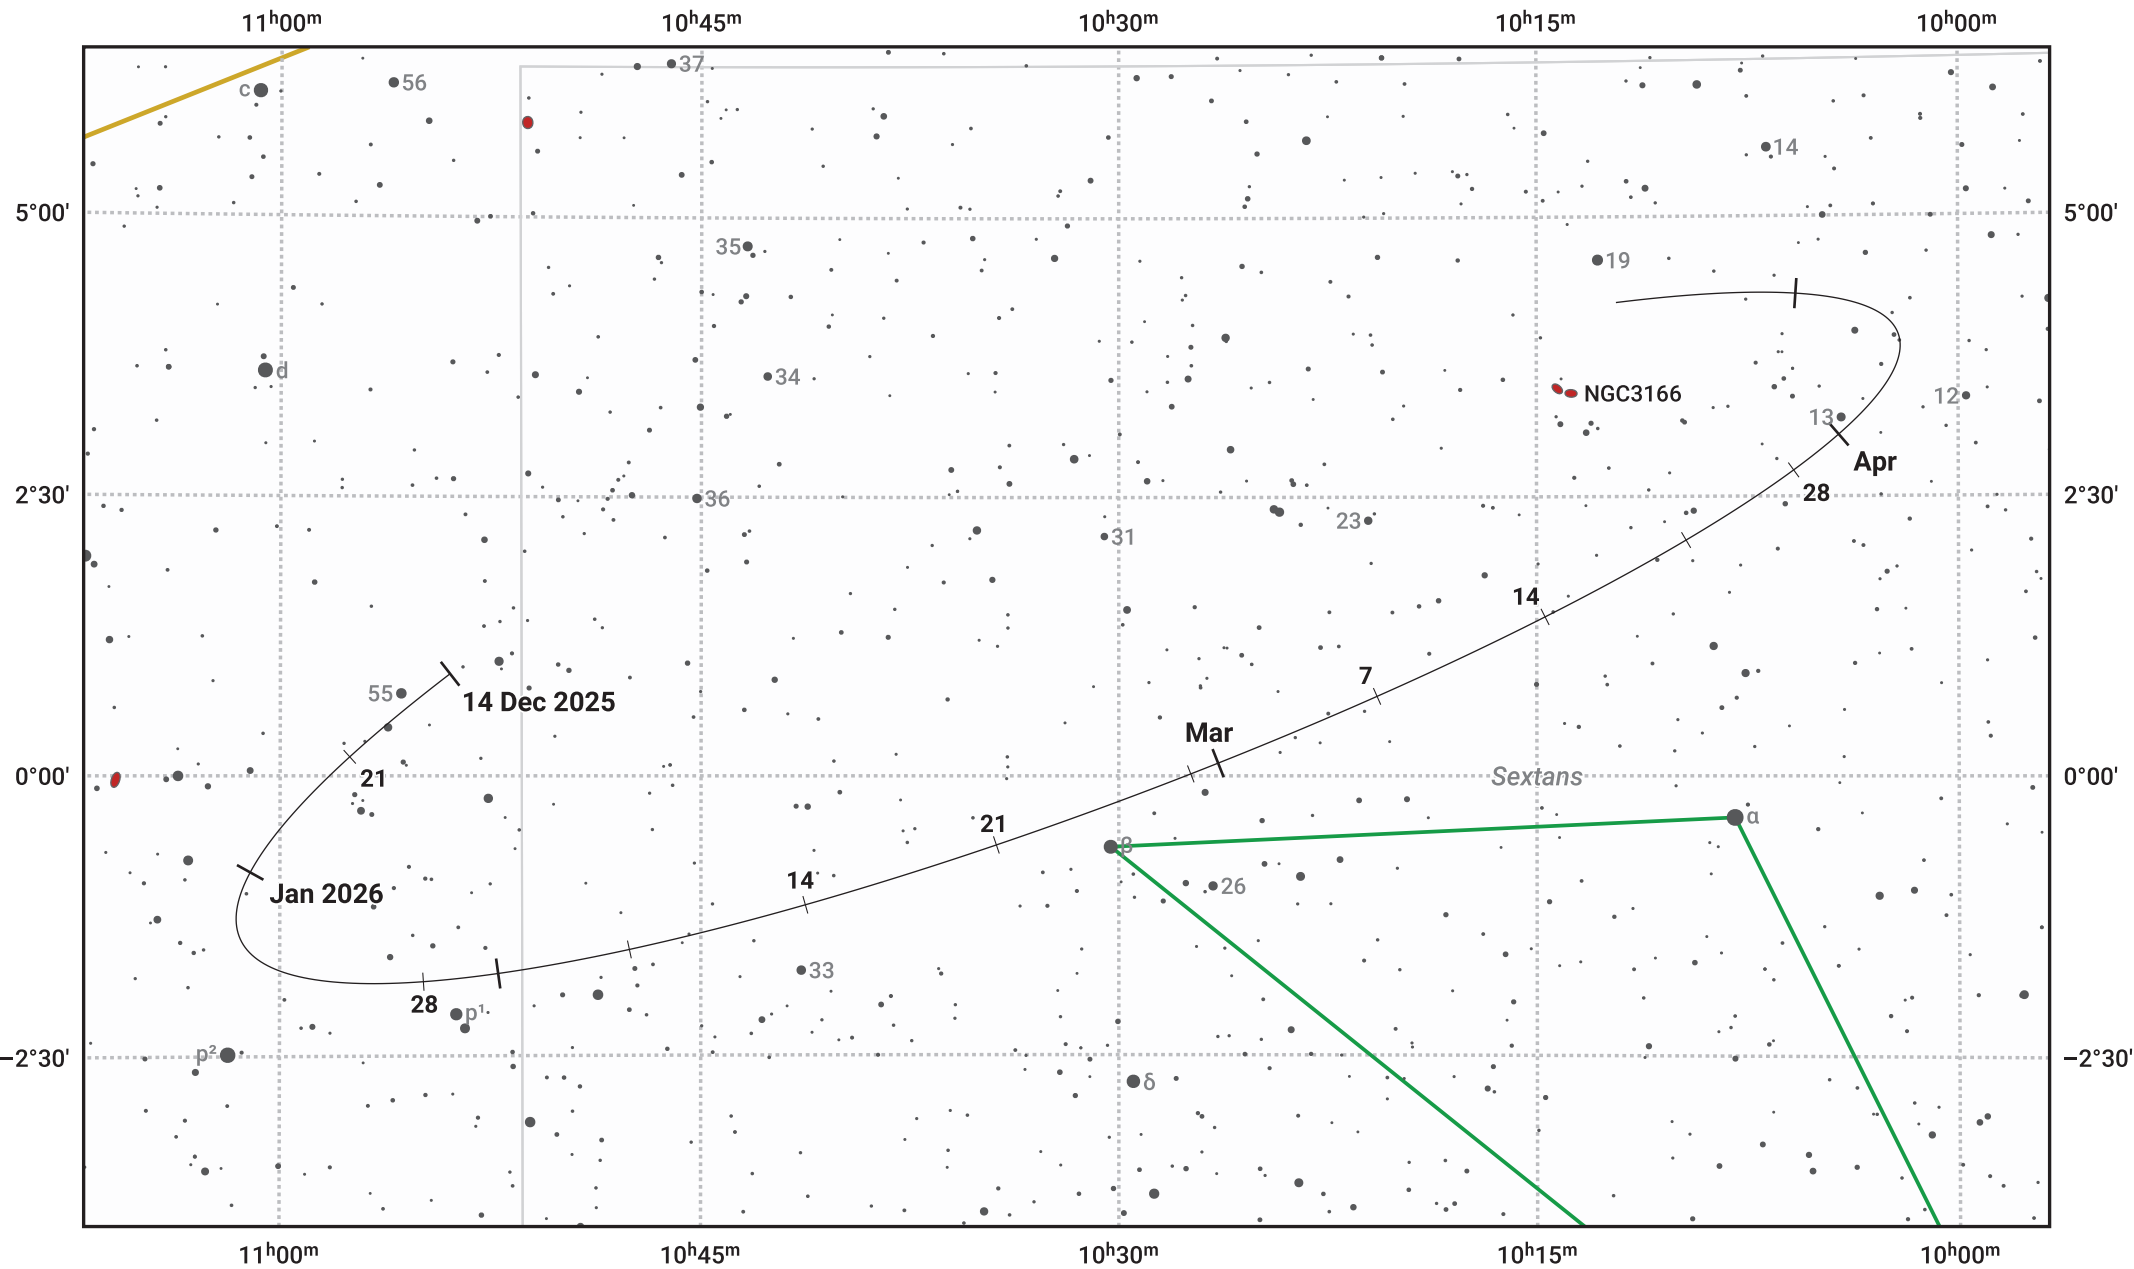 11ʰ00ᵐ 10ʰ45ᵐ 10ʰ30ᵐ 10ʰ15ᵐ 10ʰ00ᵐ
37
56
c
14
5°00' 5°00'
35
19
d
34
NGC3166
12
13
Apr
2°30' 2°30'
28
36
23
31
14
55
14 Dec 2025
7
Mar
21
0°00' Sextans 0°00'
α
21
β
14
26
Jan 2026
33
28
p¹
p²
−2°30' −2°30'
δ
11ʰ00ᵐ 10ʰ45ᵐ 10ʰ30ᵐ 10ʰ15ᵐ 10ʰ00ᵐ